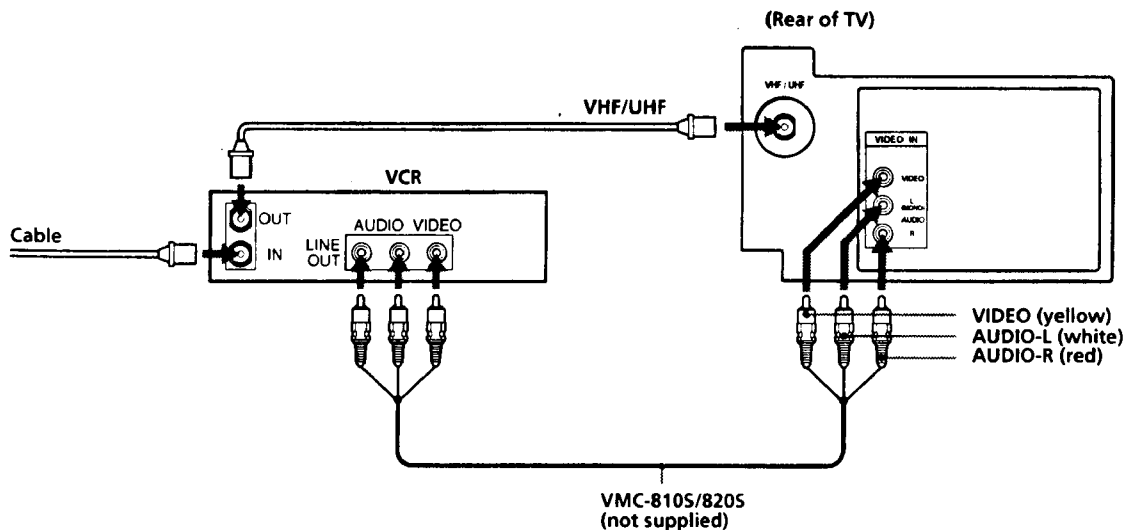 (Rear of TV)
VHF/UHF
VHF/UHF
VIDEO IN
VIDEO
L
(MONO)
AUDIO
R
VCR
OUT
IN
Cable
AUDIO VIDEO
LINE
OUT
VIDEO (yellow)
AUDIO-L (white)
AUDIO-R (red)
VMC-810S/820S
(not supplied)